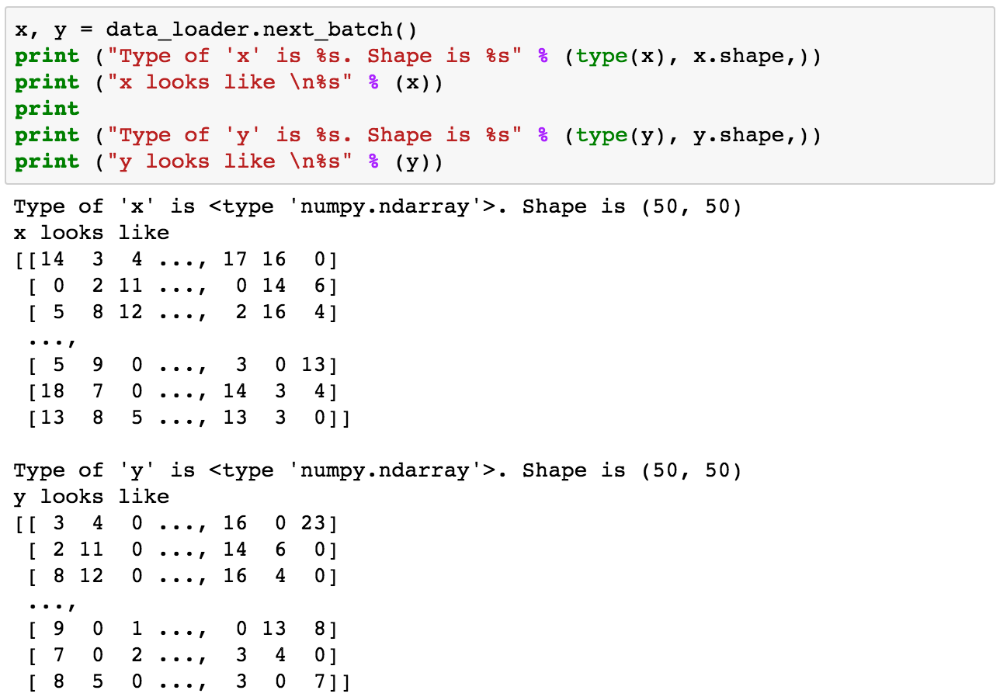 x, y = data_loader.next_batch()
print ("Type of 'x' is %s. Shape is %s" % (type(x), x.shape,))
print ("x looks like \n%s" % (x))
print
print ("Type of 'y' is %s. Shape is %s" % (type(y), y.shape,))
print ("y looks like \n%s" % (y))
Type of 'x' is <type 'numpy.ndarray'>. Shape is (50, 50)
x looks like
[[14  3  4 ..., 17 16  0]
 [ 0  2 11 ...,  0 14  6]
 [ 5  8 12 ...,  2 16  4]
 ...,
 [ 5  9  0 ...,  3  0 13]
 [18  7  0 ..., 14  3  4]
 [13  8  5 ..., 13  3  0]]

Type of 'y' is <type 'numpy.ndarray'>. Shape is (50, 50)
y looks like
[[ 3  4  0 ..., 16  0 23]
 [ 2 11  0 ..., 14  6  0]
 [ 8 12  0 ..., 16  4  0]
 ...,
 [ 9  0  1 ...,  0 13  8]
 [ 7  0  2 ...,  3  4  0]
 [ 8  5  0 ...,  3  0  7]]